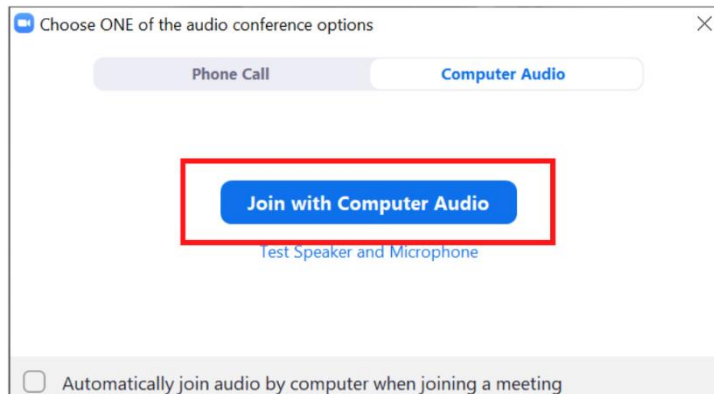 Choose ONE of the audio conference options
Phone Call
Computer Audio
Join with Computer Audio
Test Speaker and Microphone
Automatically join audio by computer when joining a meeting